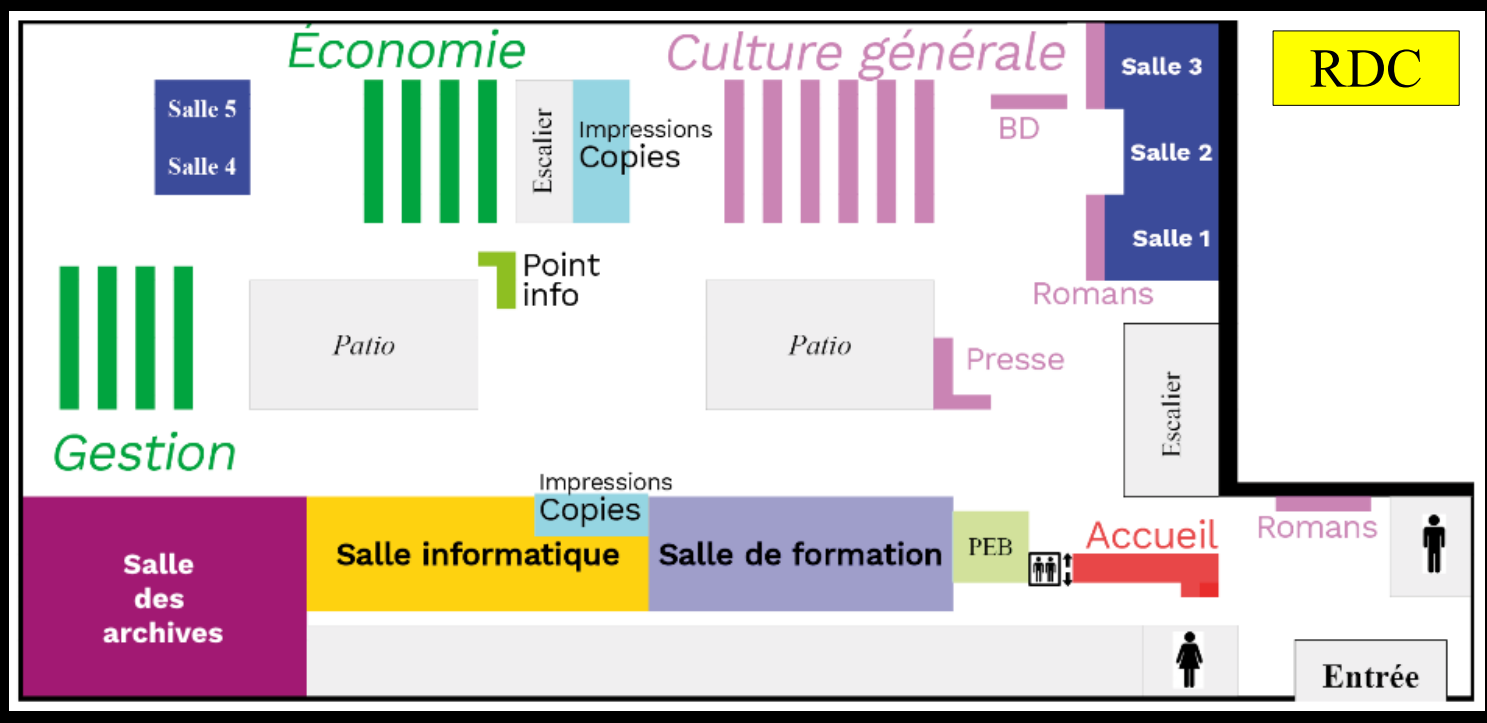 Économie
Culture générale
RDC
Salle 3
Salle 5
Salle 4
Escalier
Impressions
Copies
BD
Salle 2
Salle 1
Point
info
Romans
Patio
Patio
Presse
Escalier
Gestion
Impressions
Copies
Salle
des
archives
Salle informatique
Salle de formation
PEB
Accueil
Romans
Entrée